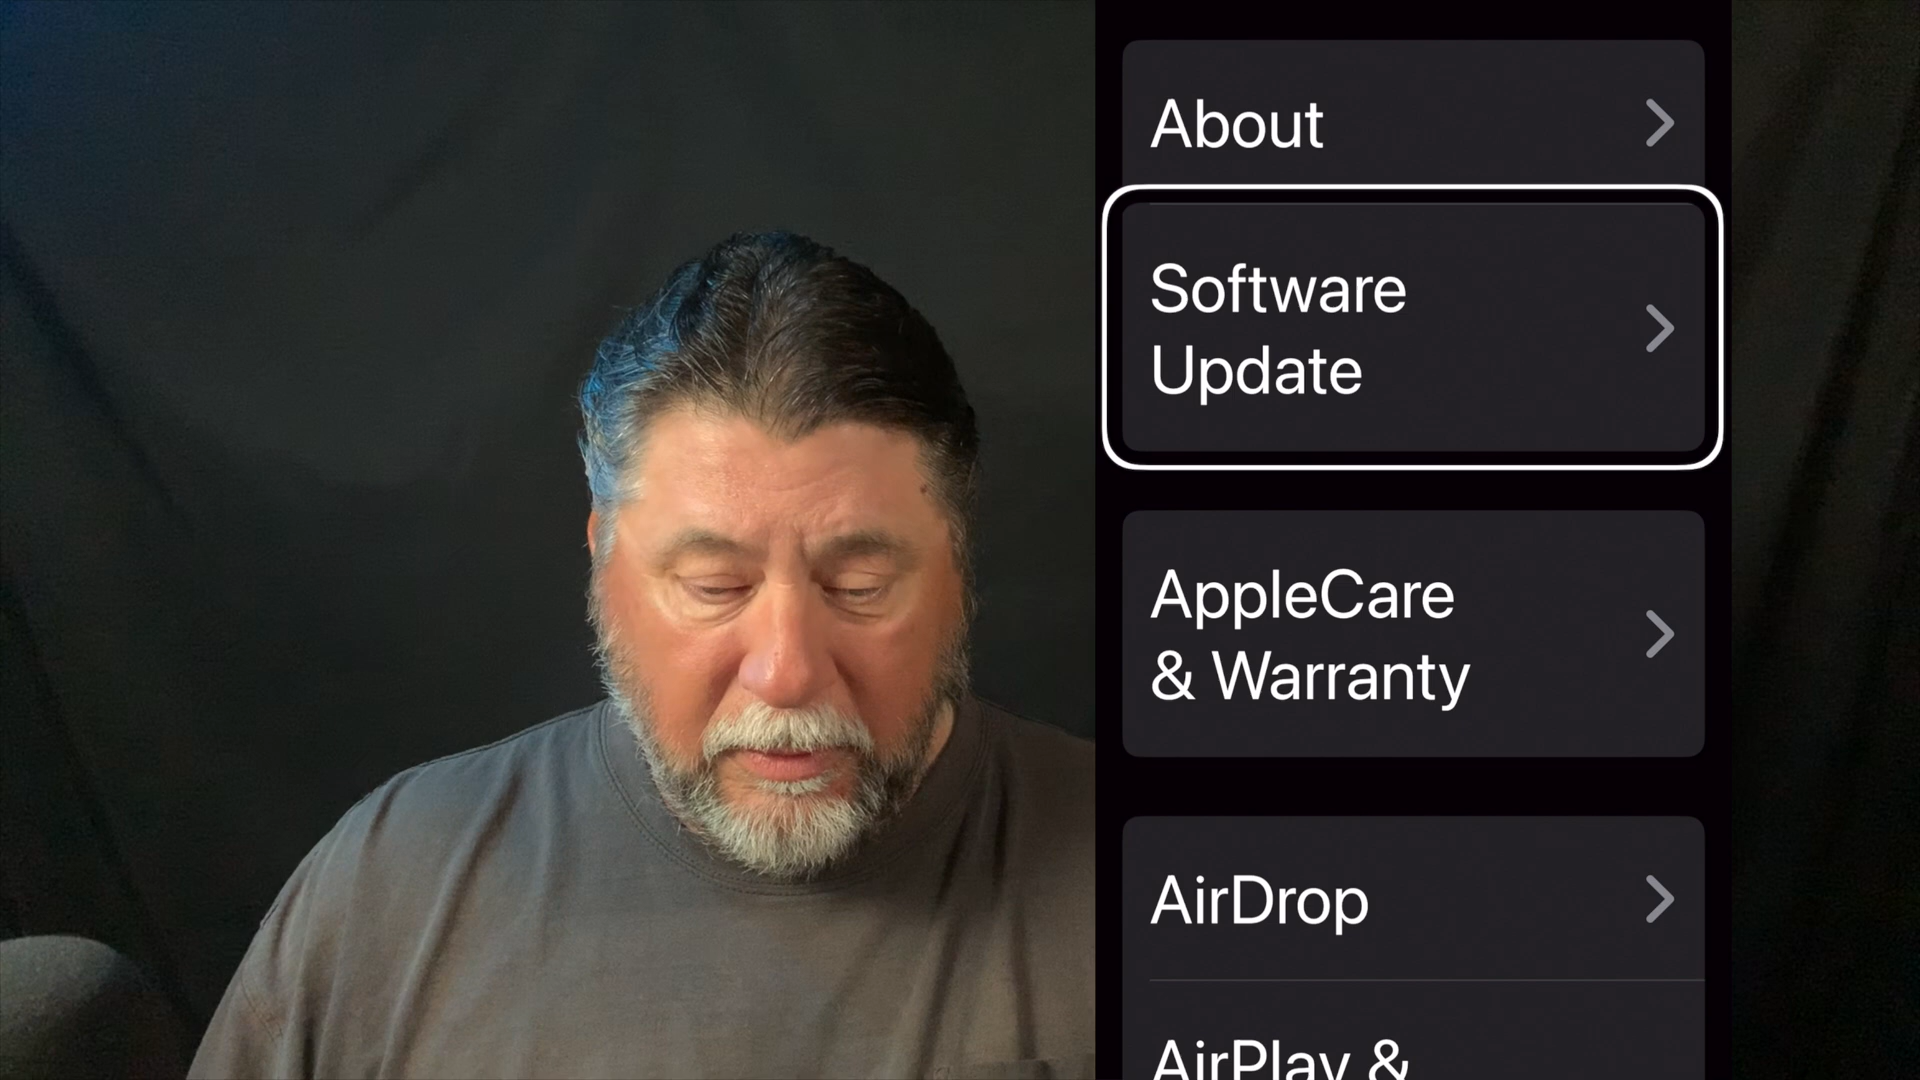 About
Software
Update
AppleCare
& Warranty
AirDrop
AirPlay &